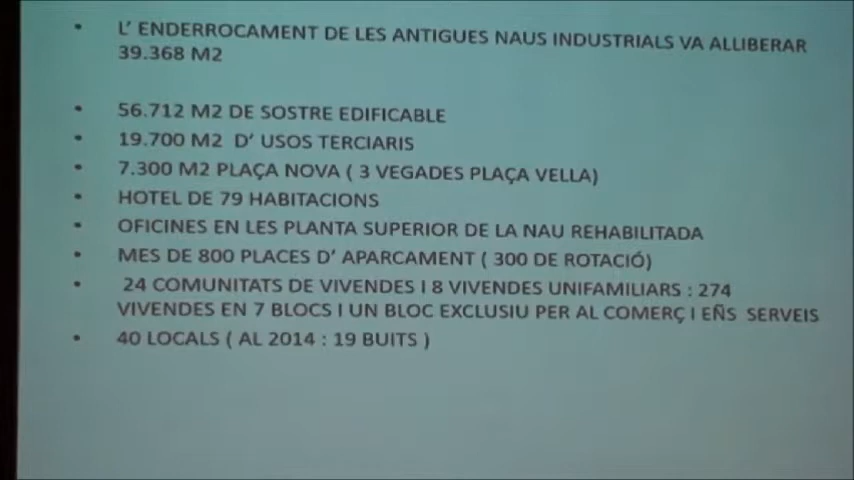 • L' ENDERROCAMENT DE LES ANTIGUES NAUS INDUSTRIALS VA ALLIBERAR
39.368 M2
• 56.712 M2 DE SOSTRE EDIFICABLE
• 19.700 M2 D' USOS TERCIARIS
• 7.300 M2 PLAÇA NOVA ( 3 VEGADES PLAÇA VELLA)
• HOTEL DE 79 HABITACIONS
• OFICINES EN LES PLANTA SUPERIOR DE LA NAU REHABILITADA
• MES DE 800 PLACES D' APARCAMENT ( 300 DE ROTACIÓ)
• 24 COMUNITATS DE VIVENDES I 8 VIVENDES UNIFAMILIARS : 274
VIVENDES EN 7 BLOCS I UN BLOC EXCLUSIU PER AL COMERÇ I EÑS SERVEIS
• 40 LOCALS ( AL 2014 : 19 BUITS )